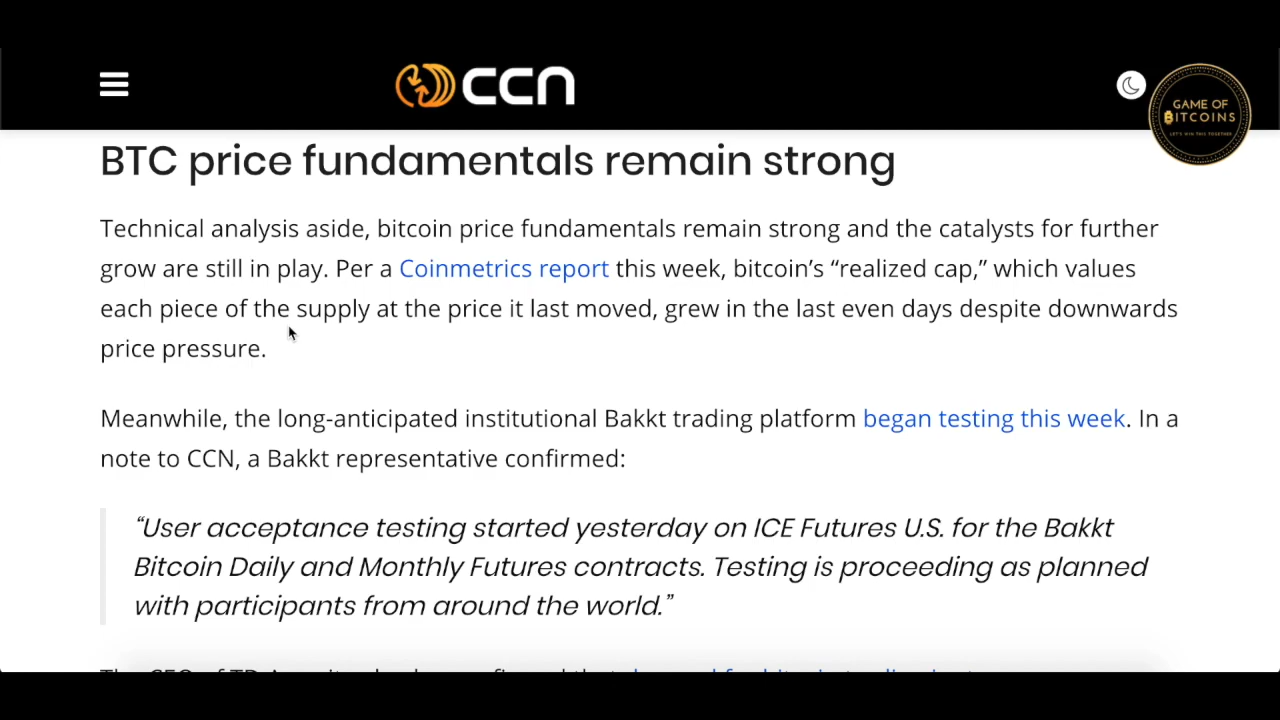 CCN
GAME OF
BITCOINS
LET'S WIN THIS TOGETHER
BTC price fundamentals remain strong
Technical analysis aside, bitcoin price fundamentals remain strong and the catalysts for further
grow are still in play. Per a Coinmetrics report this week, bitcoin’s “realized cap,” which values
each piece of the supply at the price it last moved, grew in the last even days despite downwards
price pressure.
Meanwhile, the long-anticipated institutional Bakkt trading platform began testing this week. In a
note to CCN, a Bakkt representative confirmed:
“User acceptance testing started yesterday on ICE Futures U.S. for the Bakkt
Bitcoin Daily and Monthly Futures contracts. Testing is proceeding as planned
with participants from around the world.”